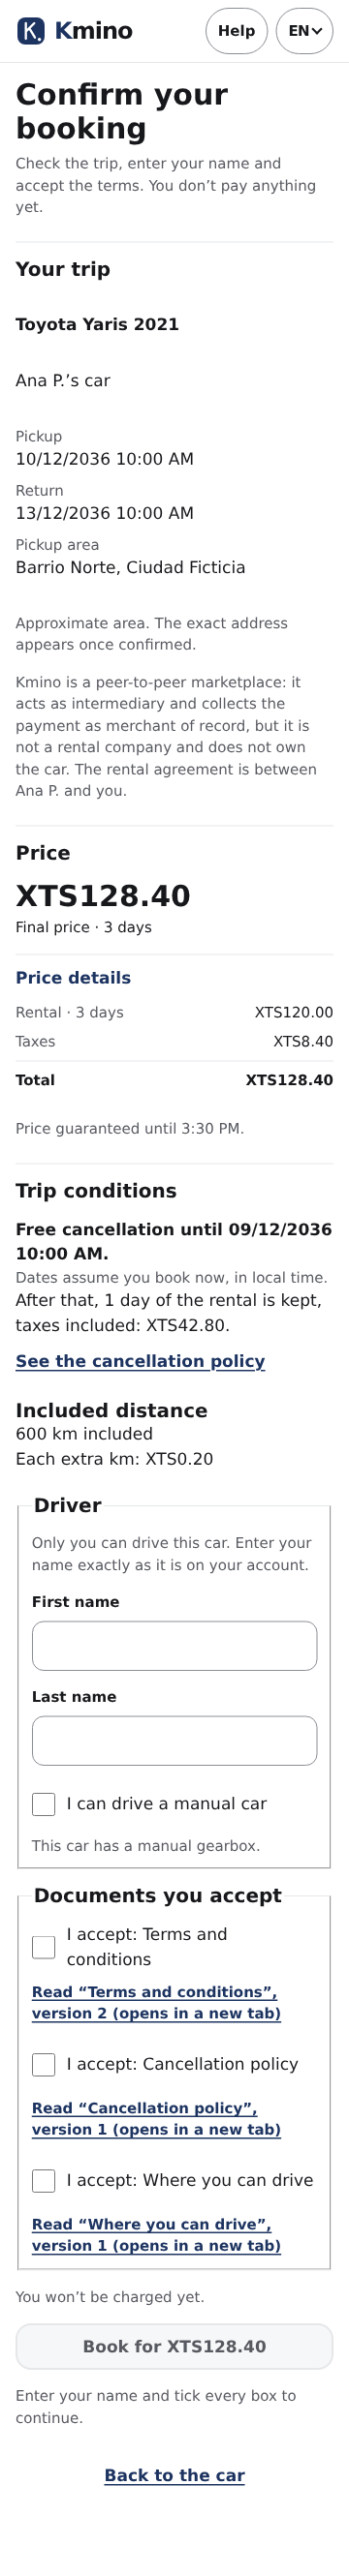 K Kmino
Help
EN
Confirm your
booking
Check the trip, enter your name and
accept the terms. You don’t pay anything
yet.
Your trip
Toyota Yaris 2021
Ana P.’s car
Pickup
10/12/2036 10:00 AM
Return
13/12/2036 10:00 AM
Pickup area
Barrio Norte, Ciudad Ficticia
Approximate area. The exact address
appears once confirmed.
Kmino is a peer-to-peer marketplace: it
acts as intermediary and collects the
payment as merchant of record, but it is
not a rental company and does not own
the car. The rental agreement is between
Ana P. and you.
Price
XTS128.40
Final price · 3 days
Price details
Rental · 3 days XTS120.00
Taxes XTS8.40
Total XTS128.40
Price guaranteed until 3:30 PM.
Trip conditions
Free cancellation until 09/12/2036
10:00 AM.
Dates assume you book now, in local time.
After that, 1 day of the rental is kept,
taxes included: XTS42.80.
See the cancellation policy
Included distance
600 km included
Each extra km: XTS0.20
Driver
Only you can drive this car. Enter your
name exactly as it is on your account.
First name
Last name
I can drive a manual car
This car has a manual gearbox.
Documents you accept
I accept: Terms and
conditions
Read “Terms and conditions”,
version 2 (opens in a new tab)
I accept: Cancellation policy
Read “Cancellation policy”,
version 1 (opens in a new tab)
I accept: Where you can drive
Read “Where you can drive”,
version 1 (opens in a new tab)
You won’t be charged yet.
Book for XTS128.40
Enter your name and tick every box to
continue.
Back to the car